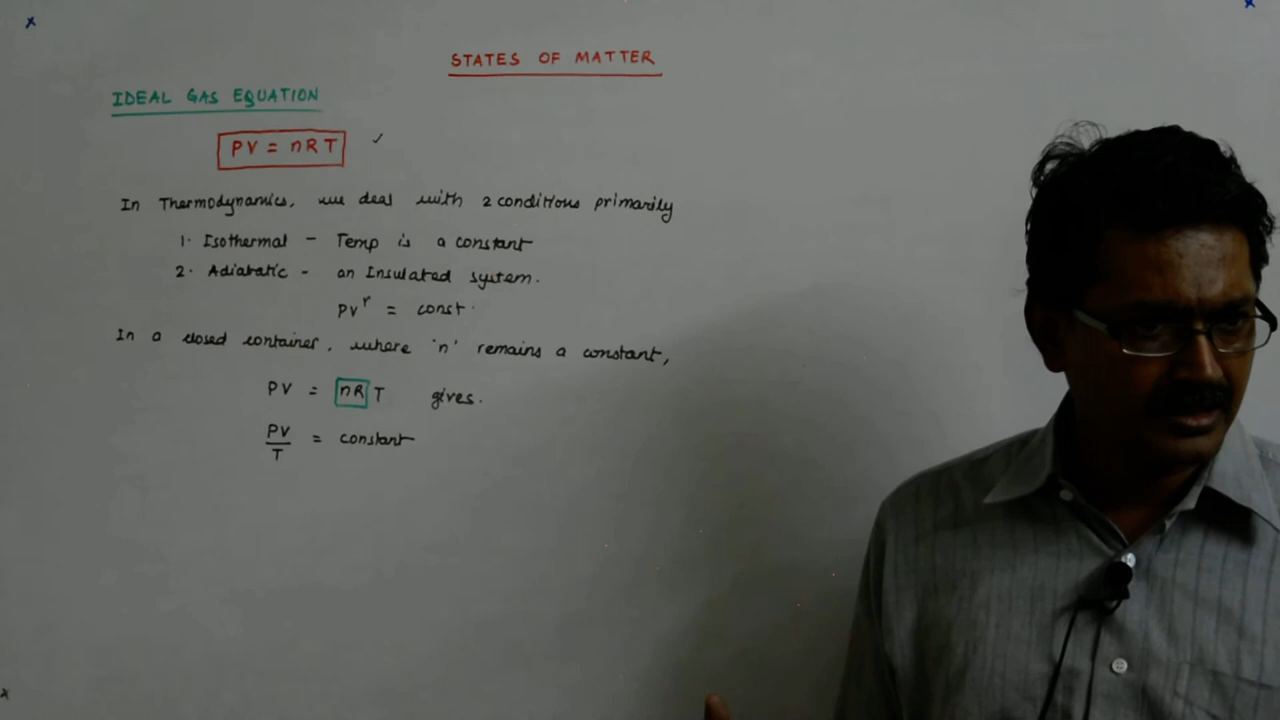 STATES OF MATTER
IDEAL GAS EQUATION
PV = nRT ✓
In Thermodynamics, we deal with 2 conditions primarily
1. Isothermal - Temp is a constant
2. Adiabatic - an Insulated system.
PV^r = const.
In a closed container, where 'n' remains a constant,
PV = nRT gives.
PV/T = constant